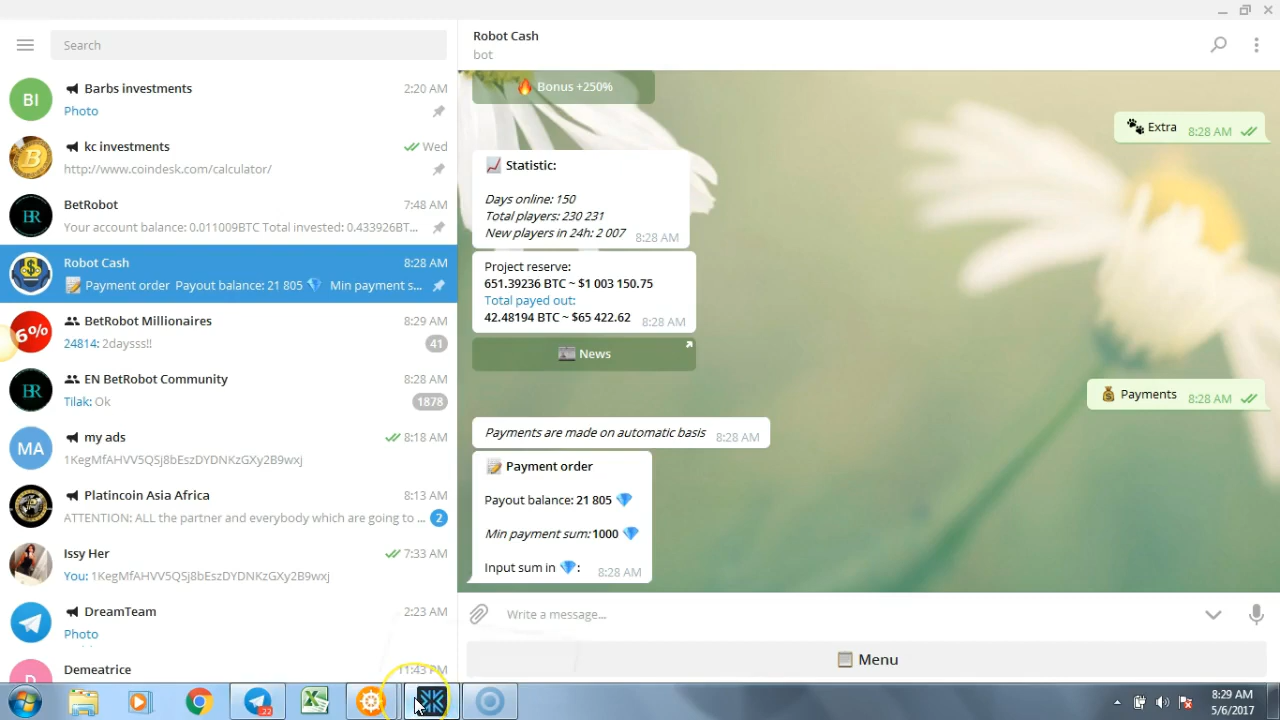 Search
BI
Barbs investments
2:20 AM
Photo
kc investments
Wed
http://www.coindesk.com/calculator/
BR
BetRobot
7:48 AM
Your account balance: 0.011009BTC Total invested: 0.433926BT...
Robot Cash
8:28 AM
Payment order Payout balance: 21 805 💎 Min payment s...
6%
BetRobot Millionaires
8:29 AM
24814: 2daysss!!
41
BR
EN BetRobot Community
8:28 AM
Tilak: Ok
1878
MA
my ads
8:18 AM
1KegMfAHVV5QSj8bEszDYDNKzGXy2B9wxj
Platincoin Asia Africa
8:13 AM
ATTENTION: ALL the partner and everybody which are going to ...
2
Issy Her
7:33 AM
You: 1KegMfAHVV5QSj8bEszDYDNKzGXy2B9wxj
DreamTeam
2:23 AM
Photo
D
Demeatrice
11:43 PM
Robot Cash
bot
🔥 Bonus +250%
🐾 Extra 8:28 AM
📈 Statistic:
Days online: 150
Total players: 230 231
New players in 24h: 2 007 8:28 AM
Project reserve:
651.39236 BTC ~ $1 003 150.75
Total payed out:
42.48194 BTC ~ $65 422.62 8:28 AM
News
💰 Payments 8:28 AM
Payments are made on automatic basis 8:28 AM
📝 Payment order
Payout balance: 21 805 💎
Min payment sum: 1000 💎
Input sum in 💎: 8:28 AM
Write a message...
Menu
22
8:29 AM
5/6/2017